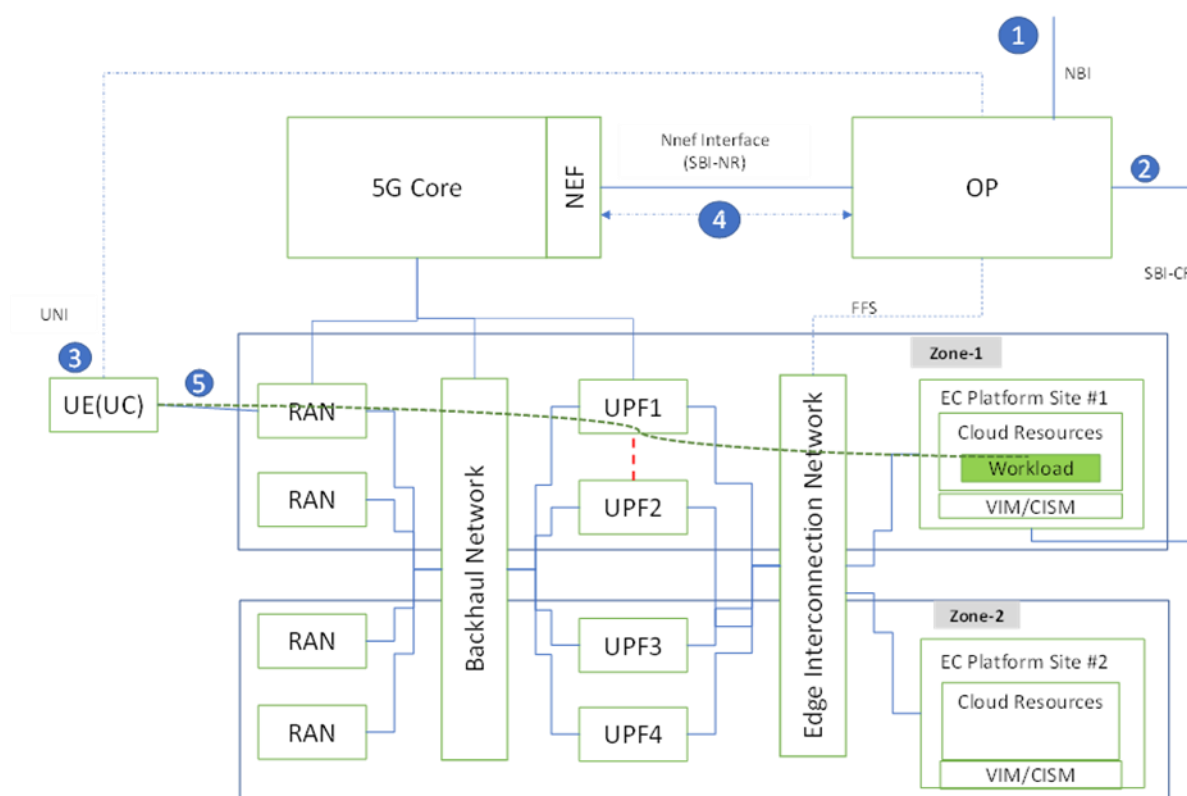 1
NBI
5G Core
NEF
Nnef Interface
(SBI-NR)
4
OP
2
SBI-CR
UNI
FFS
3
UE(UC)
5
Zone-1
RAN
RAN
Backhaul Network
UPF1
UPF2
Edge Interconnection Network
EC Platform Site #1
Cloud Resources
Workload
VIM/CISM
Zone-2
RAN
RAN
UPF3
UPF4
EC Platform Site #2
Cloud Resources
VIM/CISM